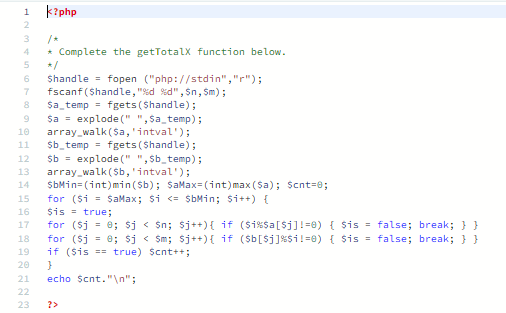 1 <?php
2
3 /*
4 * Complete the getTotalX function below.
5 */
6 $handle = fopen ("php://stdin","r");
7 fscanf($handle,"%d %d",$n,$m);
8 $a_temp = fgets($handle);
9 $a = explode(" ",$a_temp);
10 array_walk($a,'intval');
11 $b_temp = fgets($handle);
12 $b = explode(" ",$b_temp);
13 array_walk($b,'intval');
14 $bMin=(int)min($b); $aMax=(int)max($a); $cnt=0;
15 for ($i = $aMax; $i <= $bMin; $i++) {
16 $is = true;
17 for ($j = 0; $j < $n; $j++){ if ($i%$a[$j]!=0) { $is = false; break; } }
18 for ($j = 0; $j < $m; $j++){ if ($b[$j]%$i!=0) { $is = false; break; } }
19 if ($is == true) $cnt++;
20 }
21 echo $cnt."\n";
22
23 ?>